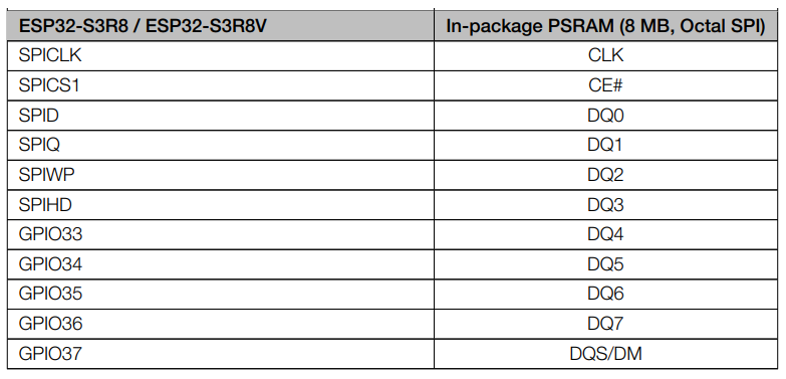 ESP32-S3R8 / ESP32-S3R8V In-package PSRAM (8 MB, Octal SPI)
SPICLK CLK
SPICS1 CE#
SPID DQ0
SPIQ DQ1
SPIWP DQ2
SPIHD DQ3
GPIO33 DQ4
GPIO34 DQ5
GPIO35 DQ6
GPIO36 DQ7
GPIO37 DQS/DM